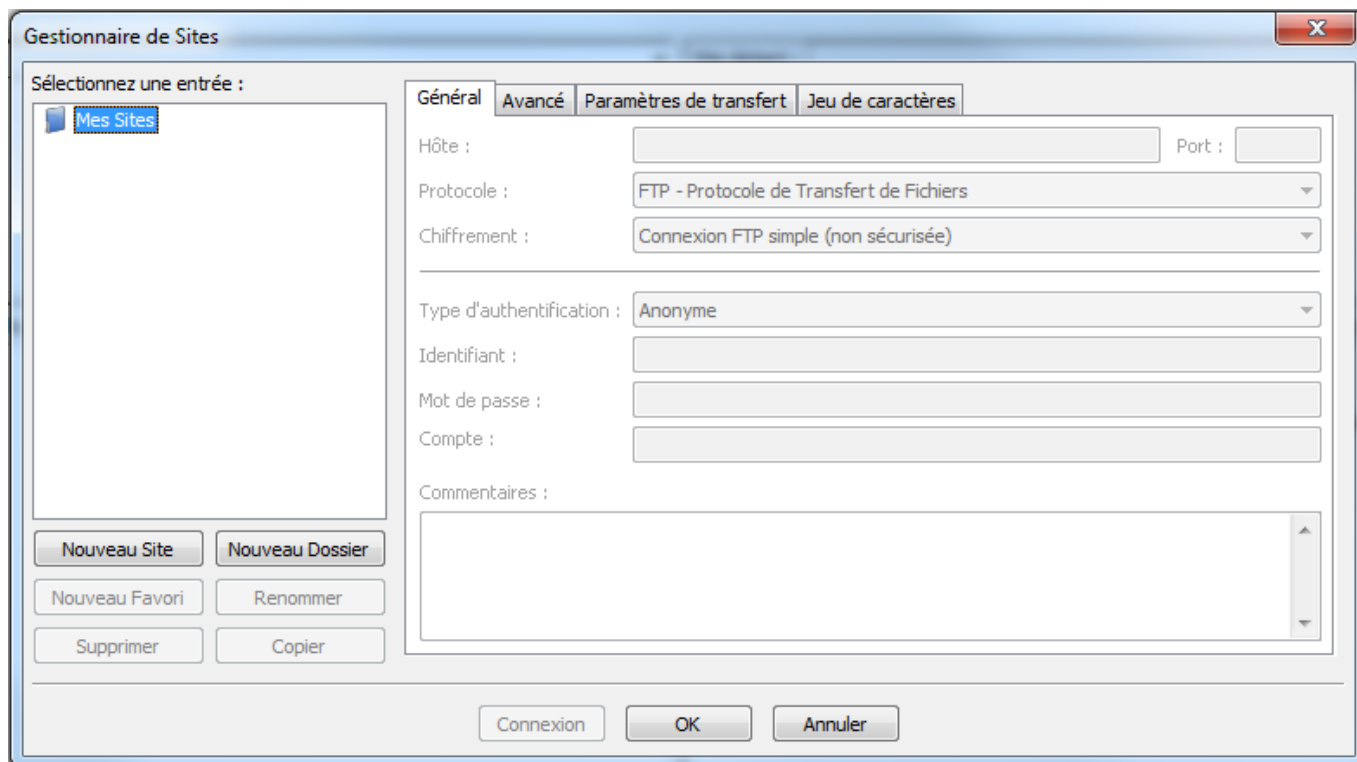 Gestionnaire de Sites
Sélectionnez une entrée :
Mes Sites
Nouveau Site Nouveau Dossier
Nouveau Favori Renommer
Supprimer Copier
Général Avancé Paramètres de transfert Jeu de caractères
Hôte : Port :
Protocole : FTP - Protocole de Transfert de Fichiers
Chiffrement : Connexion FTP simple (non sécurisée)
Type d'authentification : Anonyme
Identifiant :
Mot de passe :
Compte :
Commentaires :
Connexion OK Annuler